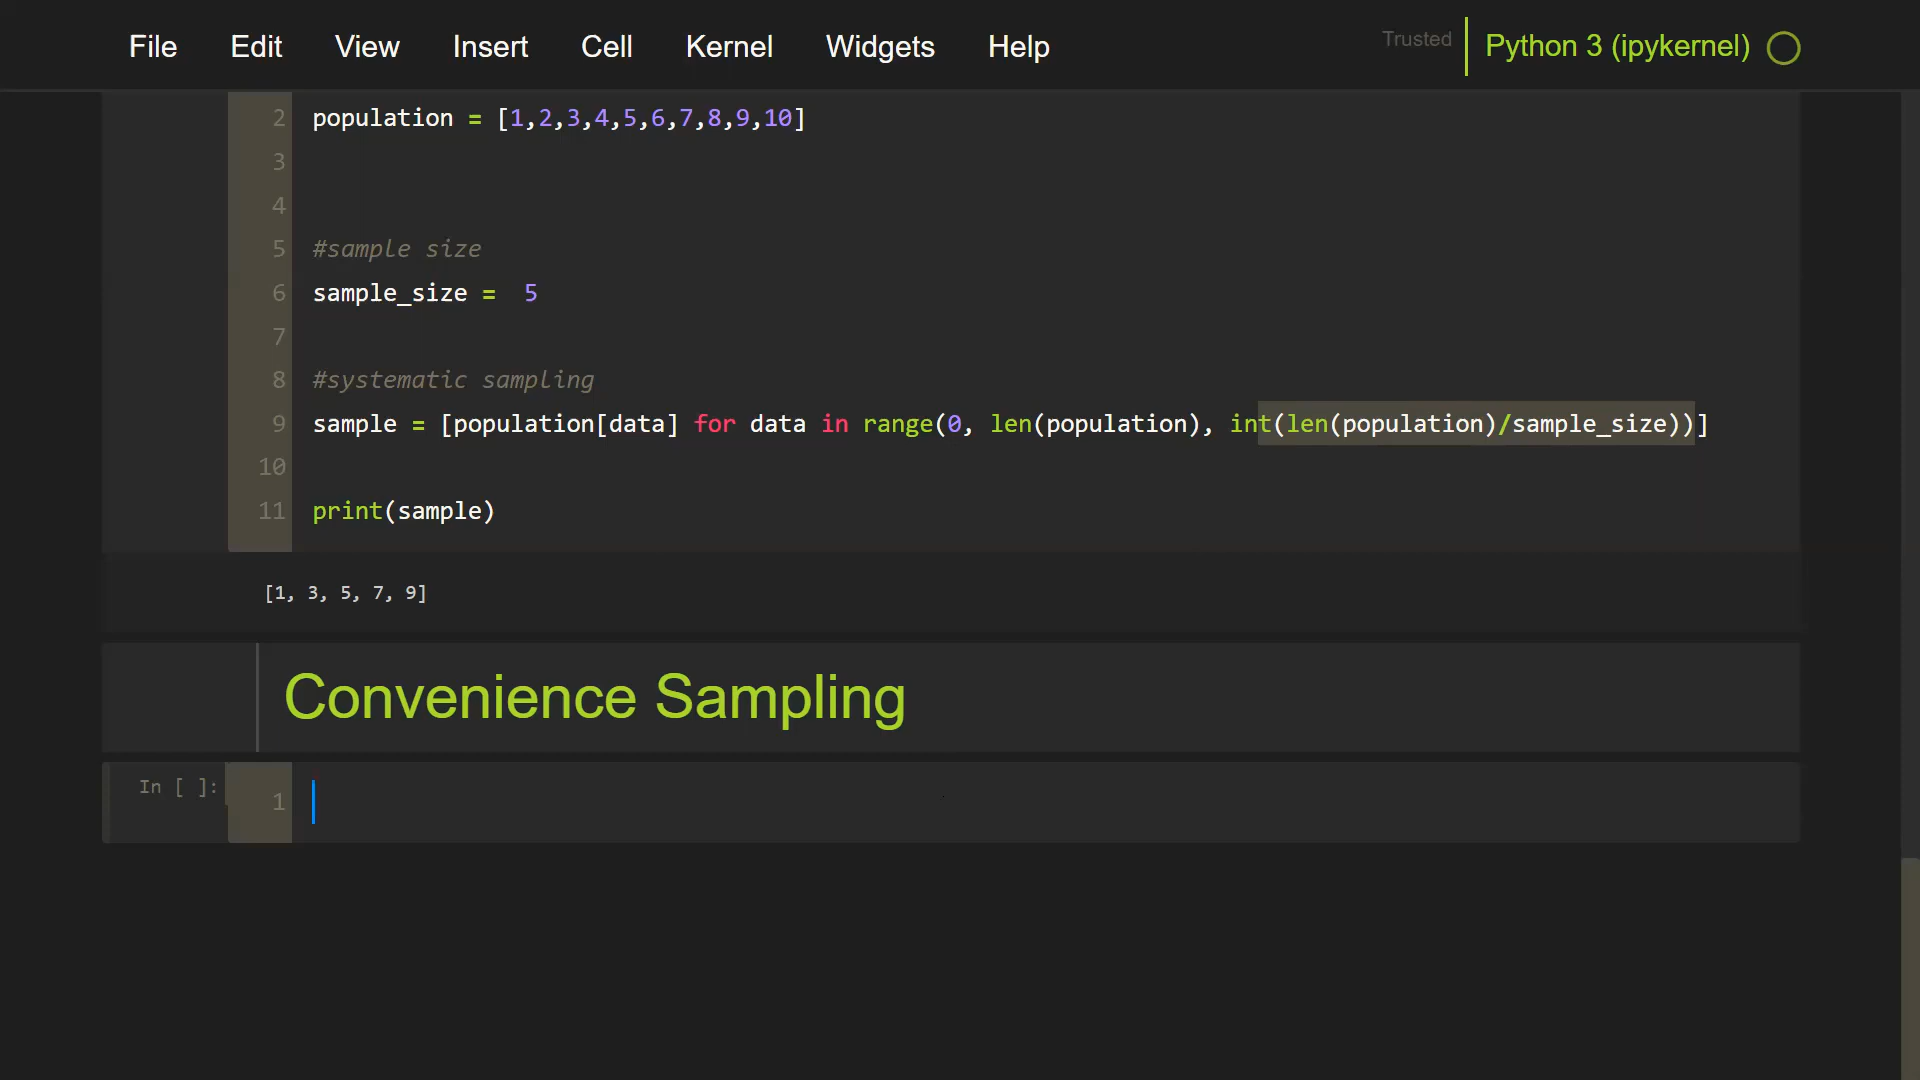 File Edit View Insert Cell Kernel Widgets Help Trusted Python 3 (ipykernel)
2 population = [1,2,3,4,5,6,7,8,9,10]
3
4
5 #sample size
6 sample_size =  5
7
8 #systematic sampling
9 sample = [population[data] for data in range(0, len(population), int(len(population)/sample_size))]
10
11 print(sample)
[1, 3, 5, 7, 9]
Convenience Sampling
In [ ]: 1